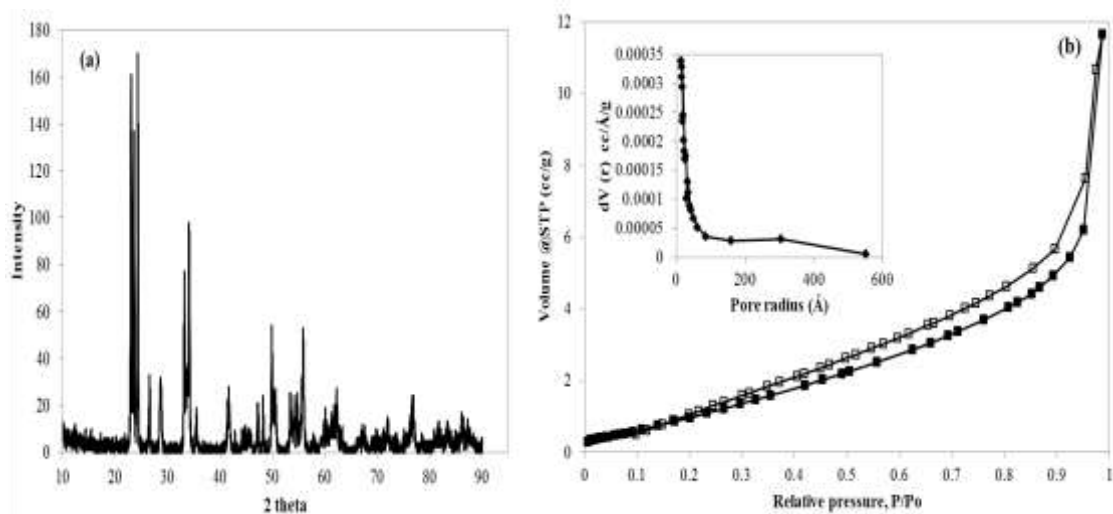 (a)
Intensity
180
160
140
120
100
80
60
40
20
0
10 20 30 40 50 60 70 80 90
2 theta
(b)
Volume @STP (cc/g)
12
10
8
6
4
2
0
0 0.1 0.2 0.3 0.4 0.5 0.6 0.7 0.8 0.9 1
Relative pressure, P/Po
dV (r) cc/Å/g
0.00035
0.0003
0.00025
0.0002
0.00015
0.0001
0.00005
0
0 200 400 600
Pore radius (Å)